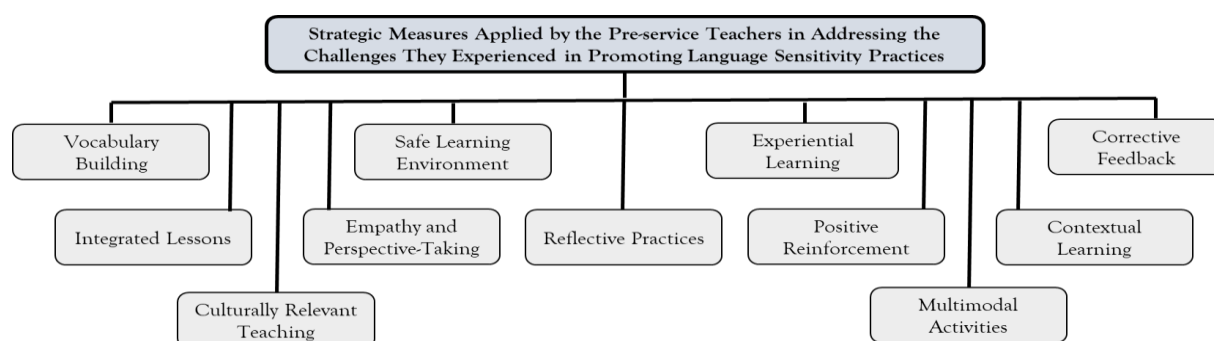 Strategic Measures Applied by the Pre-service Teachers in Addressing the
Challenges They Experienced in Promoting Language Sensitivity Practices
Vocabulary
Building
Safe Learning
Environment
Experiential
Learning
Corrective
Feedback
Integrated Lessons
Empathy and
Perspective-Taking
Reflective Practices
Positive
Reinforcement
Contextual
Learning
Culturally Relevant
Teaching
Multimodal
Activities